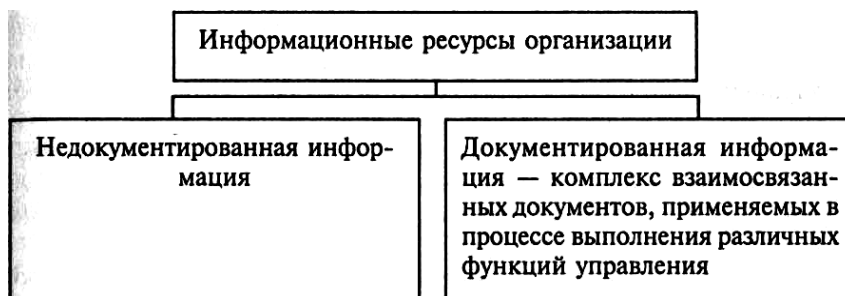 Информационные ресурсы организации
Недокументированная инфор-
мация
Документированная информа-
ция — комплекс взаимосвязан-
ных документов, применяемых в
процессе выполнения различных
функций управления